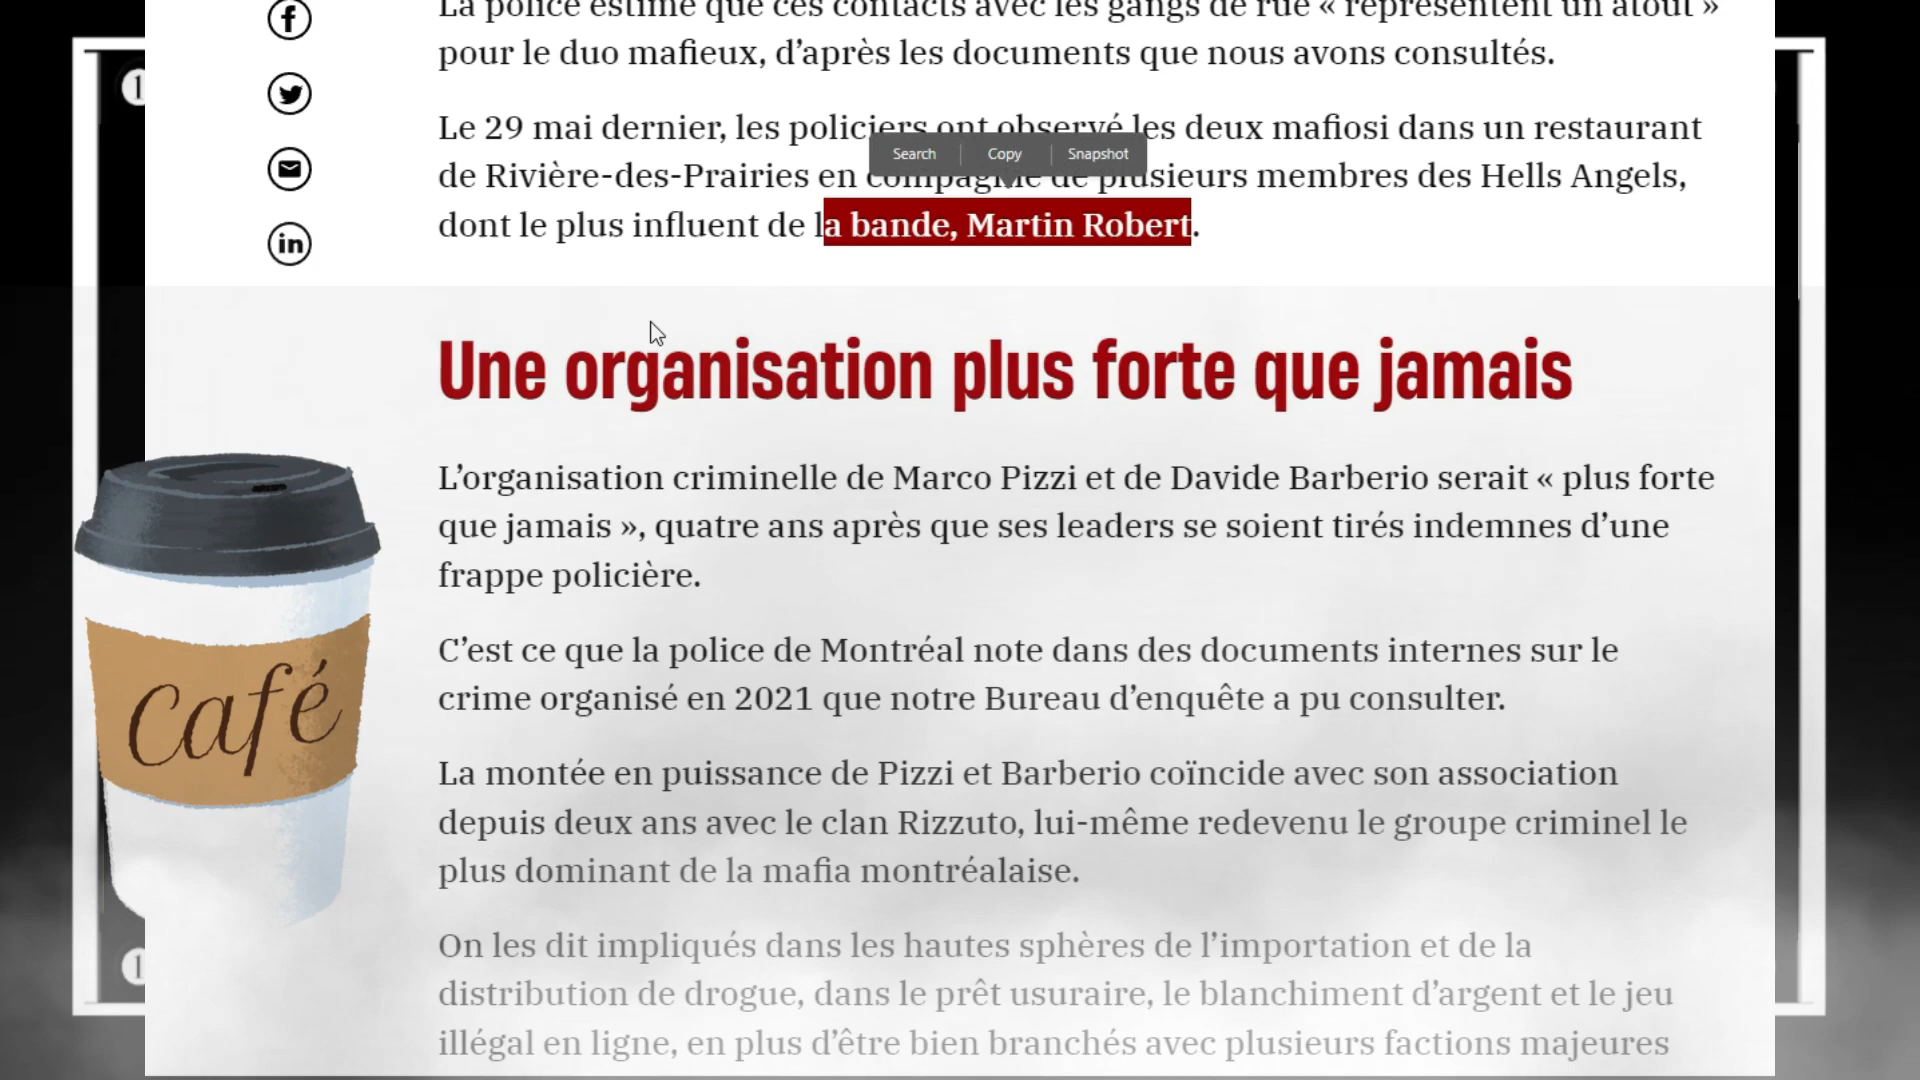 La police estime que ces contacts avec les gangs de rue « représentent un atout »
pour le duo mafieux, d’après les documents que nous avons consultés.
Le 29 mai dernier, les policiers ont observé les deux mafiosi dans un restaurant
Search Copy Snapshot
de Rivière-des-Prairies en compagnie de plusieurs membres des Hells Angels,
dont le plus influent de la bande, Martin Robert.
Une organisation plus forte que jamais
L’organisation criminelle de Marco Pizzi et de Davide Barberio serait « plus forte
que jamais », quatre ans après que ses leaders se soient tirés indemnes d’une
frappe policière.
C’est ce que la police de Montréal note dans des documents internes sur le
crime organisé en 2021 que notre Bureau d’enquête a pu consulter.
Café
La montée en puissance de Pizzi et Barberio coïncide avec son association
depuis deux ans avec le clan Rizzuto, lui-même redevenu le groupe criminel le
plus dominant de la mafia montréalaise.
On les dit impliqués dans les hautes sphères de l’importation et de la
distribution de drogue, dans le prêt usuraire, le blanchiment d’argent et le jeu
illégal en ligne, en plus d’être bien branchés avec plusieurs factions majeures